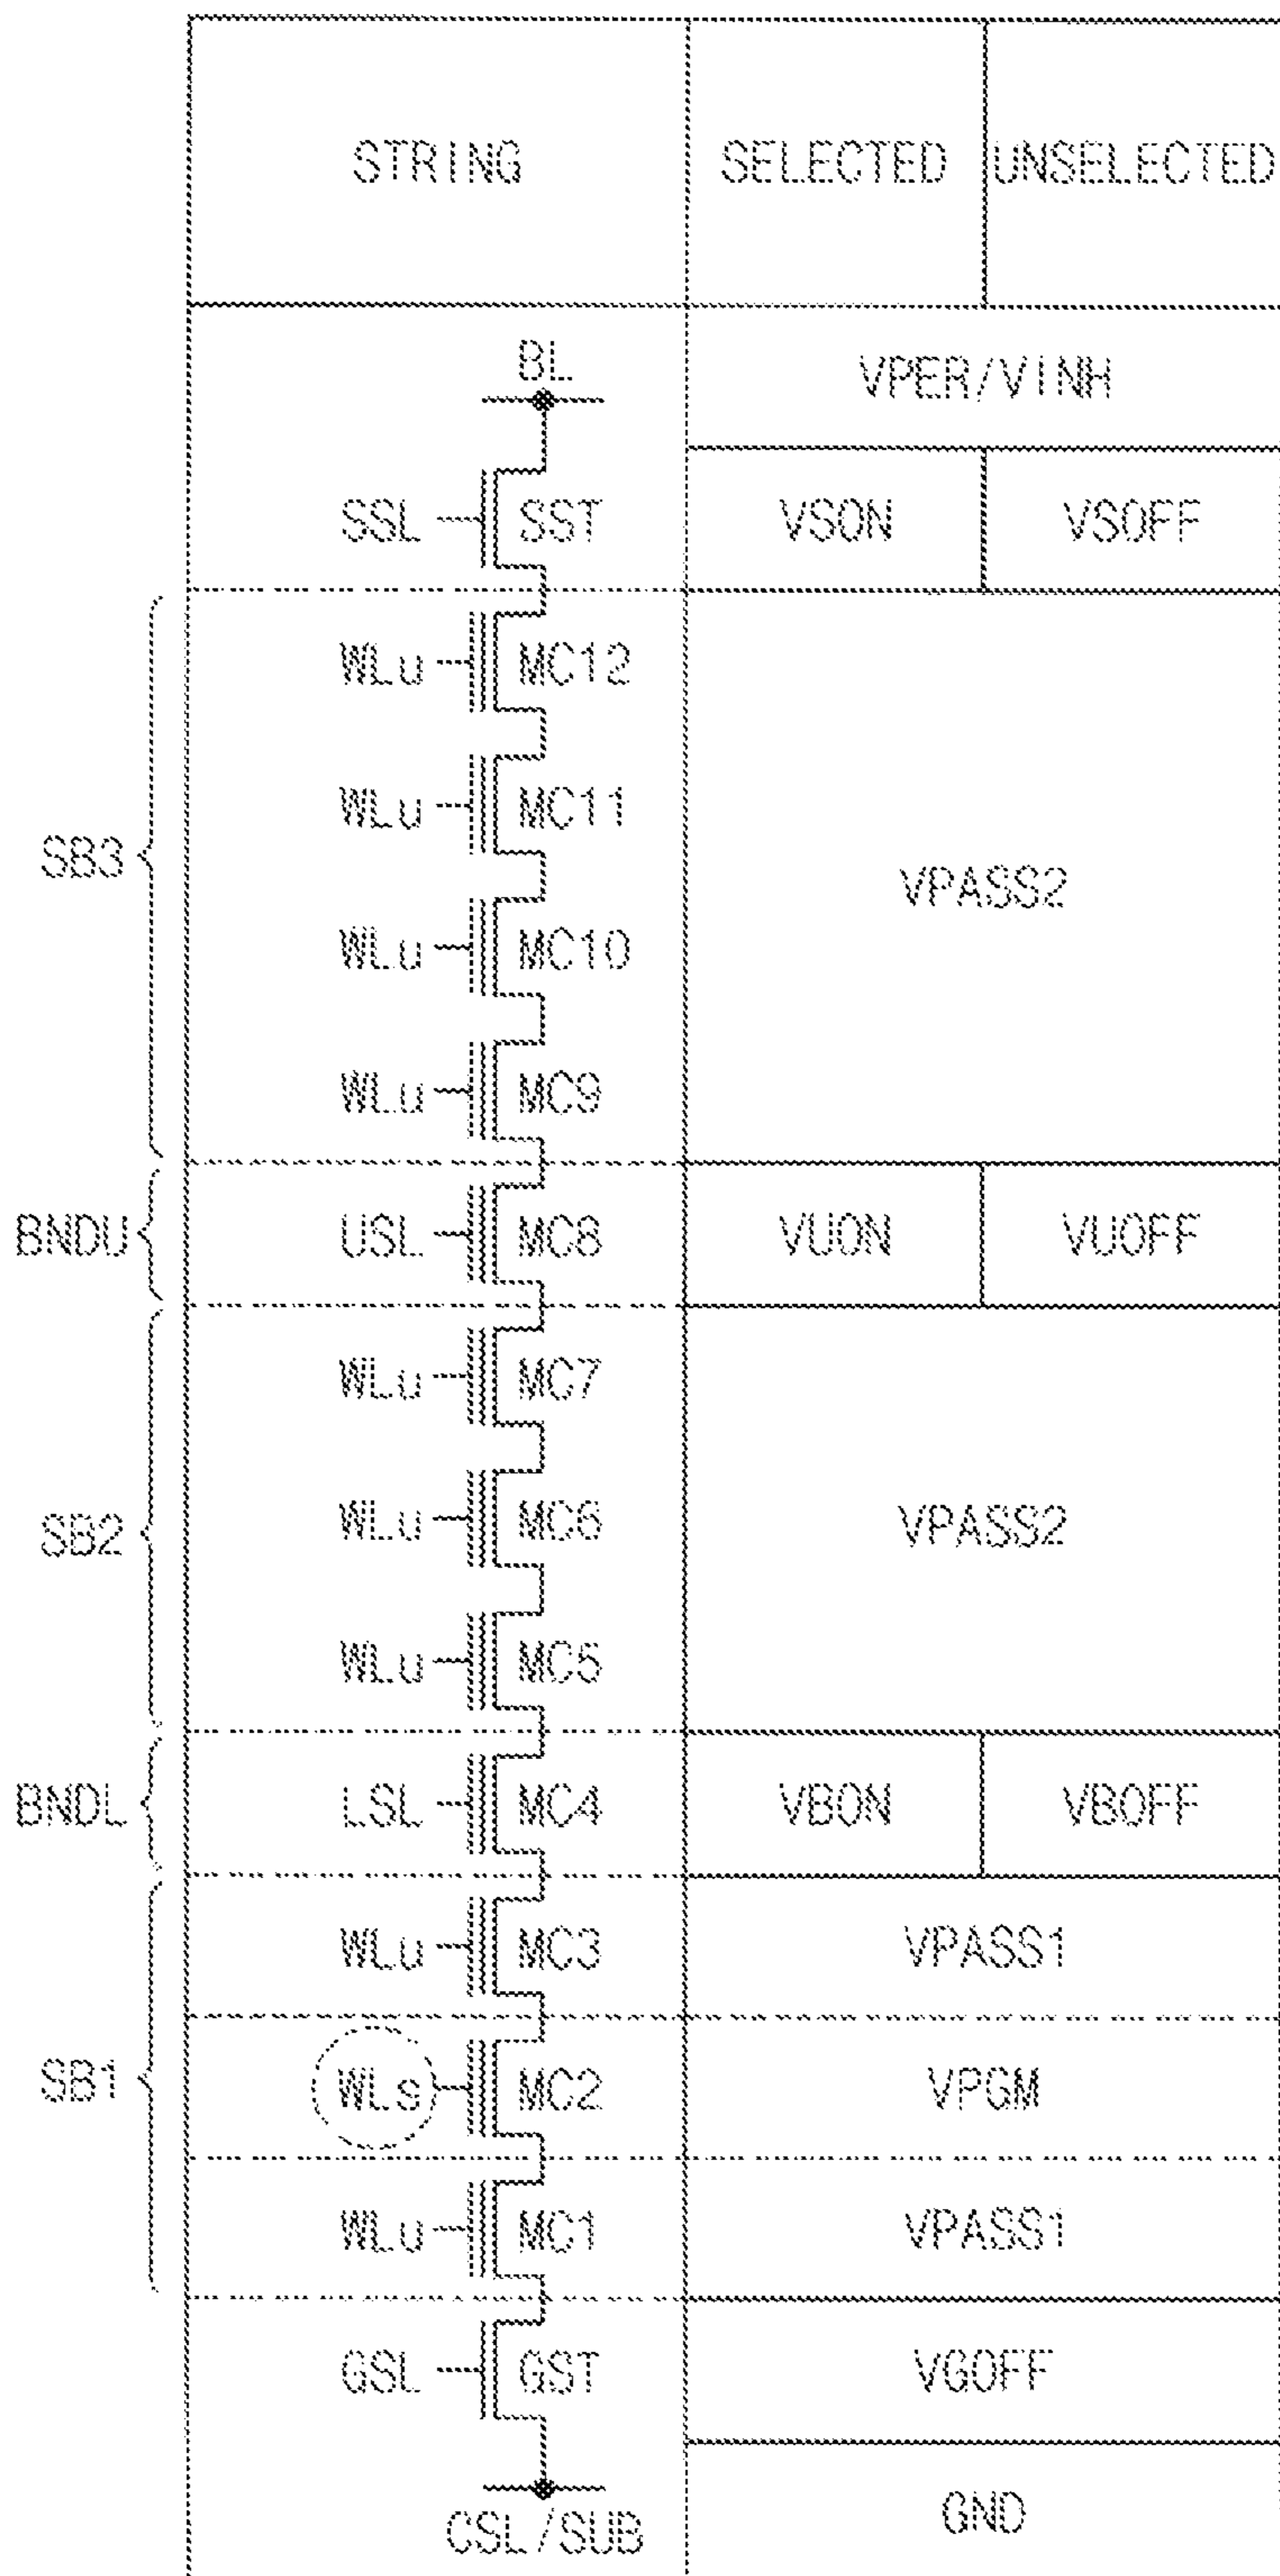 STRING SELECTED UNSELECTED
BL VPER/VINH
SSL SST VSON VSOFF
WLu MC12
WLu MC11
SB3 VPASS2
WLu MC10
WLu MC9
BNDU USL MC8 VUON VUOFF
WLu MC7
SB2 WLu MC6 VPASS2
WLu MC5
BNDL LSL MC4 VBON VBOFF
WLu MC3 VPASS1
SB1 WLs MC2 VPGM
WLu MC1 VPASS1
GSL GST VGOFF
CSL/SUB GND